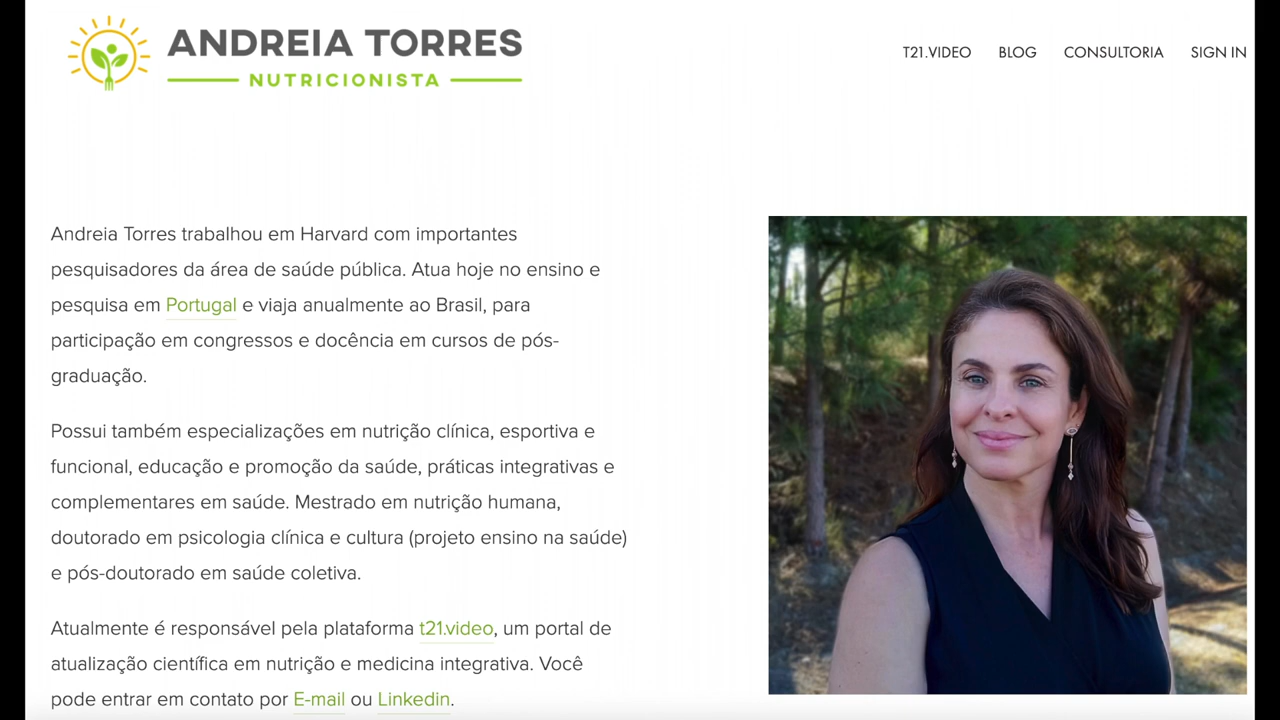 ANDREIA TORRES
NUTRICIONISTA
T21.VIDEO BLOG CONSULTORIA SIGN IN
Andreia Torres trabalhou em Harvard com importantes
pesquisadores da área de saúde pública. Atua hoje no ensino e
pesquisa em Portugal e viaja anualmente ao Brasil, para
participação em congressos e docência em cursos de pós-
graduação.
Possui também especializações em nutrição clínica, esportiva e
funcional, educação e promoção da saúde, práticas integrativas e
complementares em saúde. Mestrado em nutrição humana,
doutorado em psicologia clínica e cultura (projeto ensino na saúde)
e pós-doutorado em saúde coletiva.
Atualmente é responsável pela plataforma t21.video, um portal de
atualização científica em nutrição e medicina integrativa. Você
pode entrar em contato por E-mail ou Linkedin.